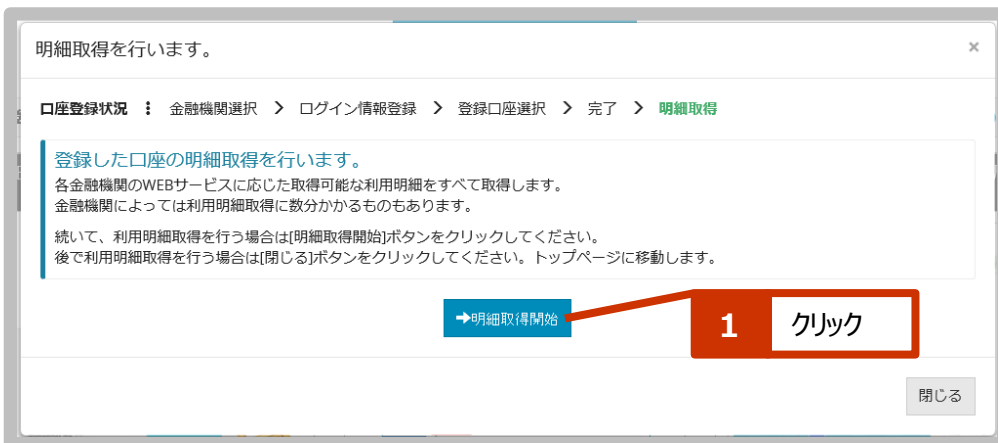 明細取得を行います。
×
口座登録状況 ⋮ 金融機関選択 > ログイン情報登録 > 登録口座選択 > 完了 > 明細取得
登録した口座の明細取得を行います。
各金融機関のWEBサービスに応じた取得可能な利用明細をすべて取得します。
金融機関によっては利用明細取得に数分かかるものもあります。
続いて、利用明細取得を行う場合は[明細取得開始]ボタンをクリックしてください。
後で利用明細取得を行う場合は[閉じる]ボタンをクリックしてください。トップページに移動します。
➔明細取得開始
1 クリック
閉じる